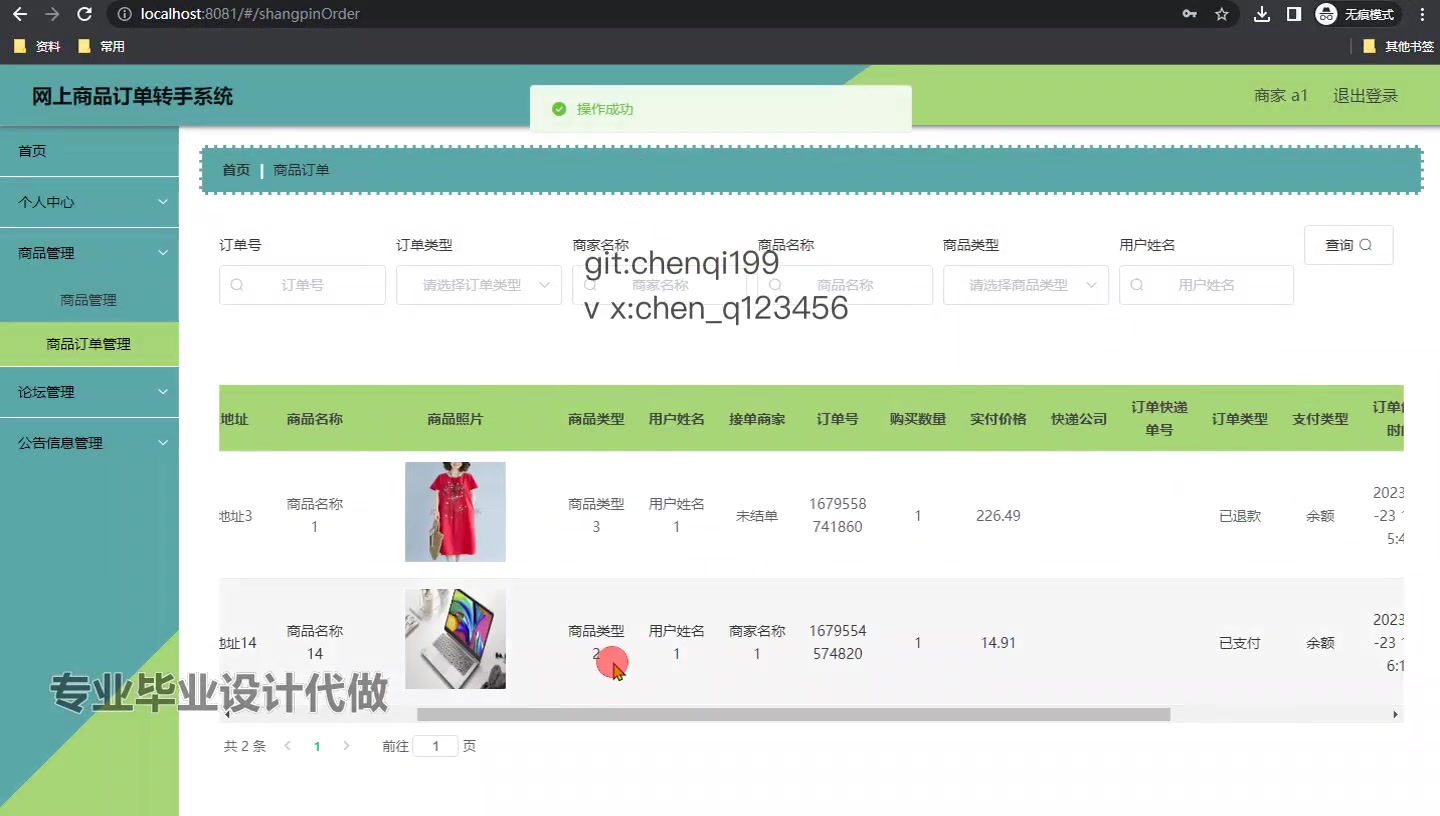 localhost:8081/#/shangpinOrder
无痕模式
资料
常用
其他书签
网上商品订单转手系统
操作成功
商家 a1
退出登录
首页
个人中心
商品管理
商品管理
商品订单管理
论坛管理
公告信息管理
首页 | 商品订单
订单号 订单类型 商家名称 商品名称 商品类型 用户姓名
查询
订单号 请选择订单类型 商家名称 商品名称 请选择商品类型 用户姓名
git:chenqi199
v x:chen_q123456
地址 商品名称 商品照片 商品类型 用户姓名 接单商家 订单号 购买数量 实付价格 快递公司 订单快递 订单类型 支付类型
单号
地址3 商品名称 商品类型 用户姓名 未结单 1679558 1 226.49 已退款 余额 2023
1 3 1 741860 -23
5:4
地址14 商品名称 商品类型 用户姓名 商家名称 1679554 1 14.91 已支付 余额 2023
14 2 1 1 574820 -23
6:1
专业毕业设计代做
共 2 条 1 前往 1 页